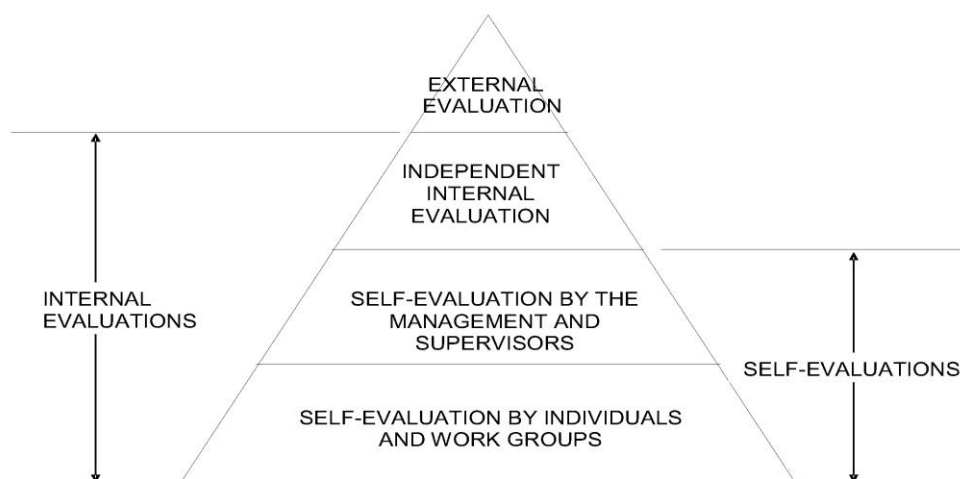 EXTERNAL
EVALUATION
INDEPENDENT
INTERNAL
EVALUATION
INTERNAL
EVALUATIONS
SELF-EVALUATION BY THE
MANAGEMENT AND
SUPERVISORS
SELF-EVALUATIONS
SELF-EVALUATION BY INDIVIDUALS
AND WORK GROUPS